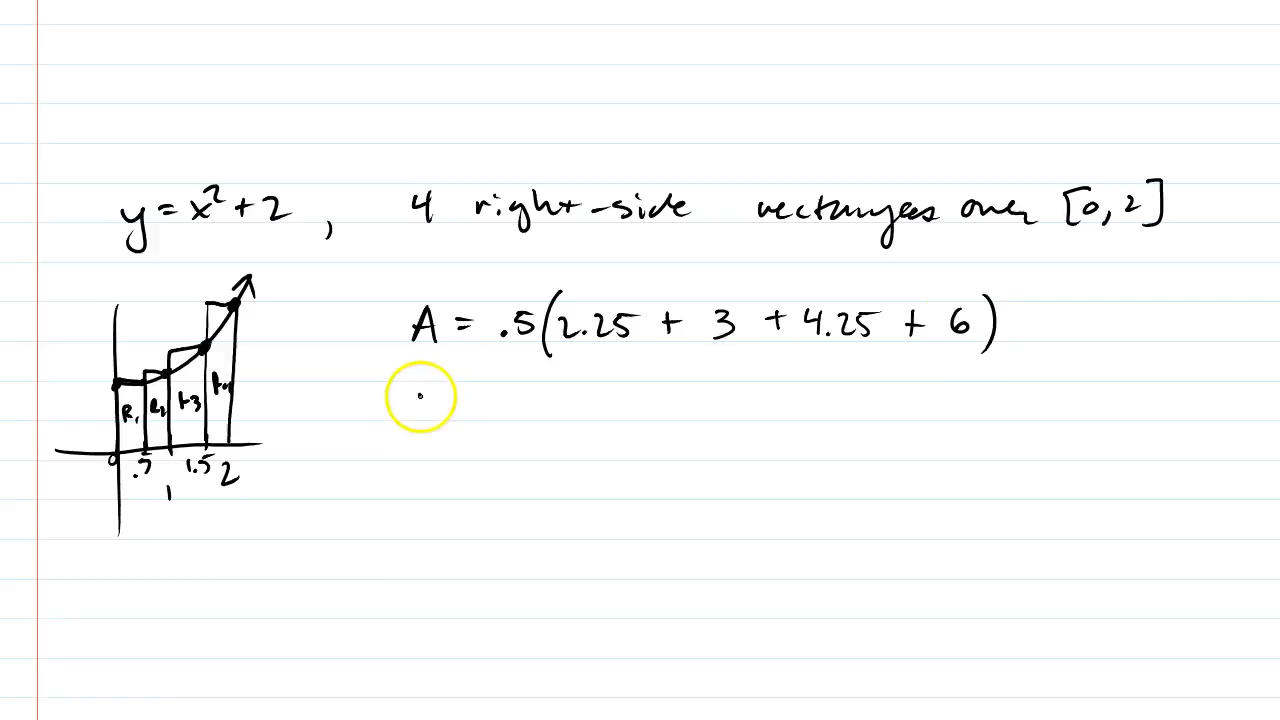 y = x² + 2 , 4 right-side rectangles over [0, 2]
A = .5(2.25 + 3 + 4.25 + 6)
R₁ R₂ r₃ r₄
0 .5 1 1.5 2